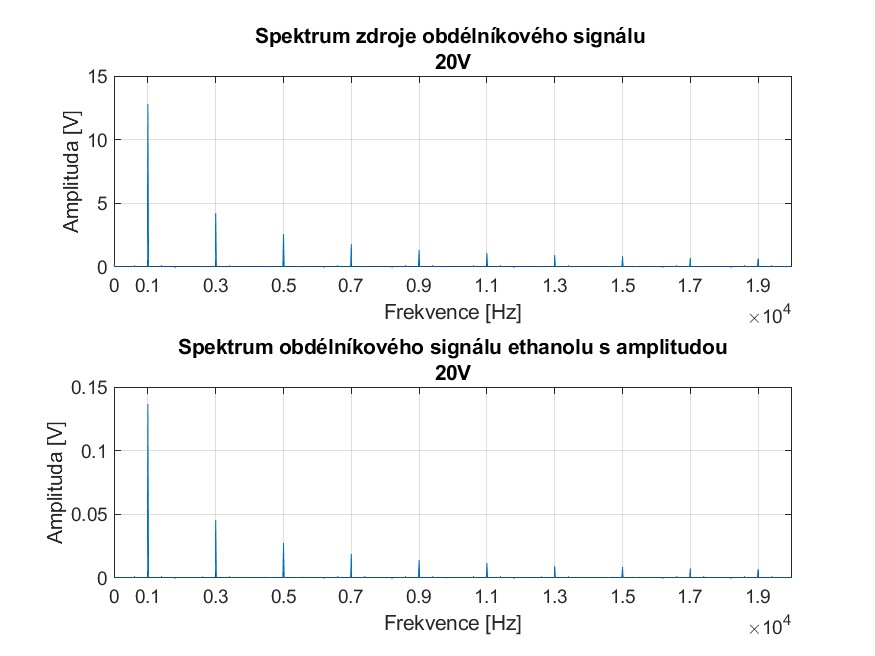 Spektrum zdroje obdélníkového signálu
20V
15
10
5
0
Amplituda [V]
0 0.1 0.3 0.5 0.7 0.9 1.1 1.3 1.5 1.7 1.9
Frekvence [Hz]
×10⁴
Spektrum obdélníkového signálu ethanolu s amplitudou
20V
0.15
0.1
0.05
0
Amplituda [V]
0 0.1 0.3 0.5 0.7 0.9 1.1 1.3 1.5 1.7 1.9
Frekvence [Hz]
×10⁴